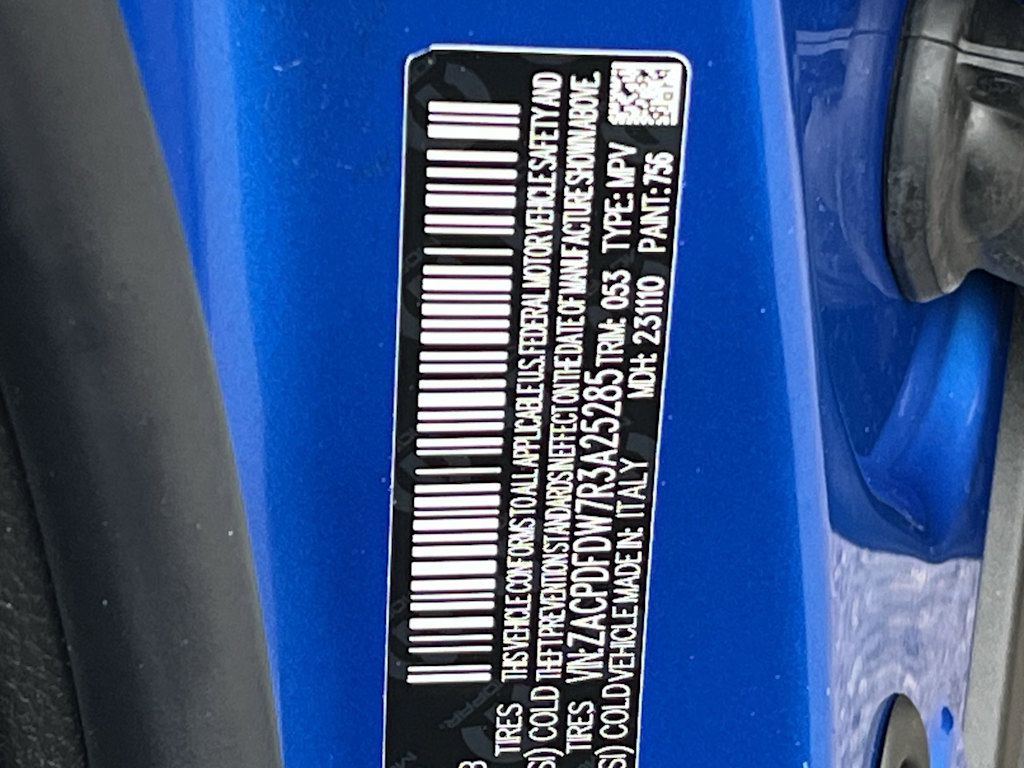 THIS VEHICLE CONFORMS TO ALL APPLICABLE U.S. FEDERAL MOTOR VEHICLE SAFETY AND
THEFT PREVENTION STANDARDS IN EFFECT ON THE DATE OF MANUFACTURE SHOWN ABOVE.
VIN: ZACPDFDW7R3A25285 TRIM: 053 TYPE: MPV
VEHICLE MADE IN: ITALY MDH: 231110 PAINT: 756
TIRES
SI) COLD
TIRES
SI) COLD